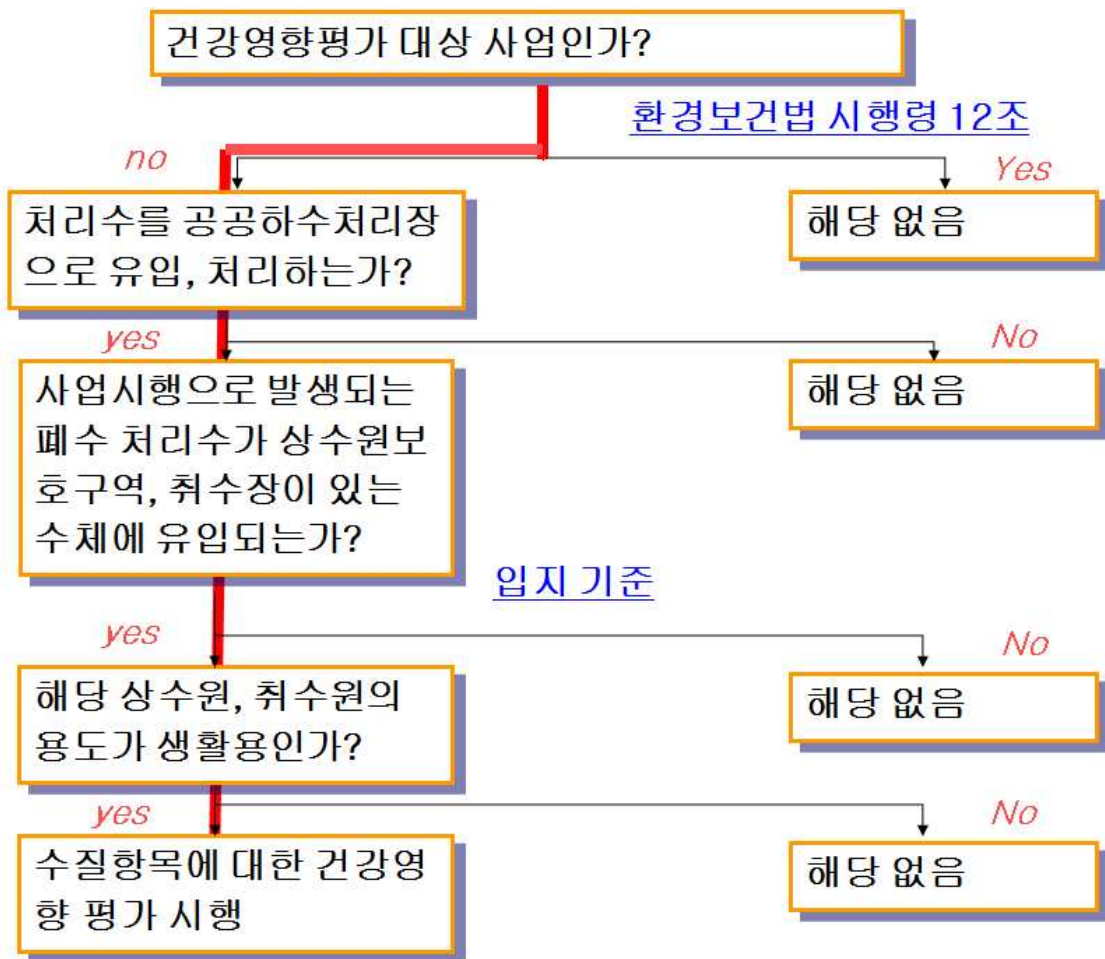 건강영향평가 대상 사업인가?
환경보건법 시행령 12조
no
Yes
처리수를 공공하수처리장
으로 유입, 처리하는가?
해당 없음
yes
No
사업시행으로 발생되는
폐수 처리수가 상수원보
호구역, 취수장이 있는
수체에 유입되는가?
해당 없음
입지 기준
yes
No
해당 상수원, 취수원의
용도가 생활용인가?
해당 없음
yes
No
수질항목에 대한 건강영
향 평가 시행
해당 없음